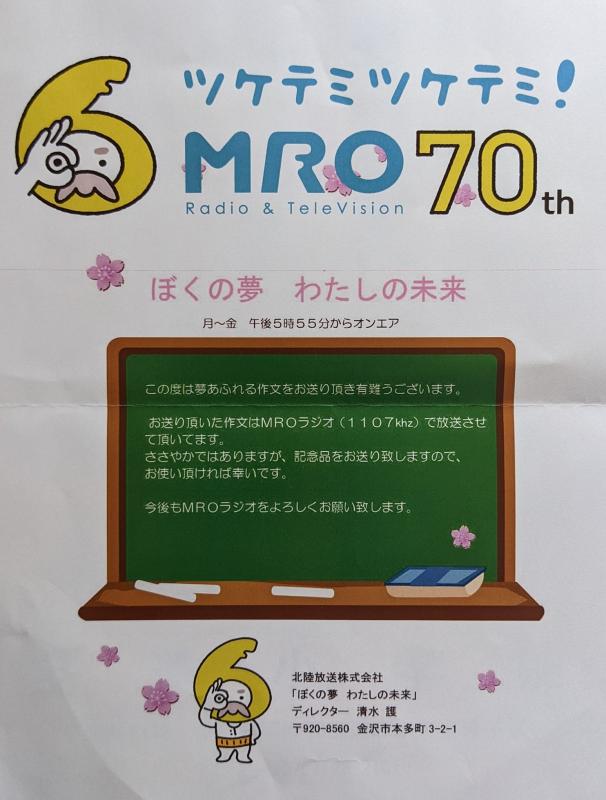 ツケテミツケテミ!
6 MRO 70th
Radio & TeleVision
ぼくの夢　わたしの未来
月～金　午後5時55分からオンエア
この度は夢あふれる作文をお送り頂き有難うございます。
お送り頂いた作文はMROラジオ（1107khz）で放送させ
て頂いてます。
ささやかではありますが、記念品をお送り致しますので、
お使い頂ければ幸いです。
今後もMROラジオをよろしくお願い致します。
北陸放送株式会社
「ぼくの夢　わたしの未来」
ディレクター　清水　護
〒920-8560　金沢市本多町 3-2-1